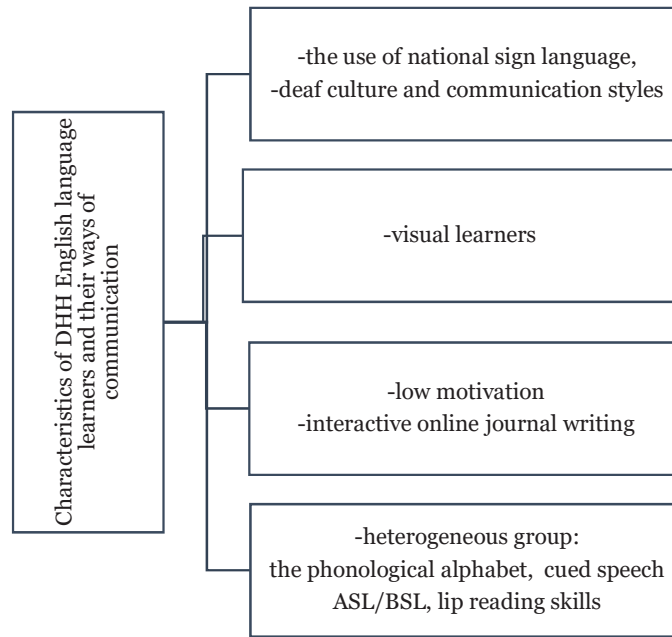 Characteristics of DHH English language
learners and their ways of
communication
-the use of national sign language,
-deaf culture and communication styles
-visual learners
-low motivation
-interactive online journal writing
-heterogeneous group:
the phonological alphabet, cued speech
ASL/BSL, lip reading skills